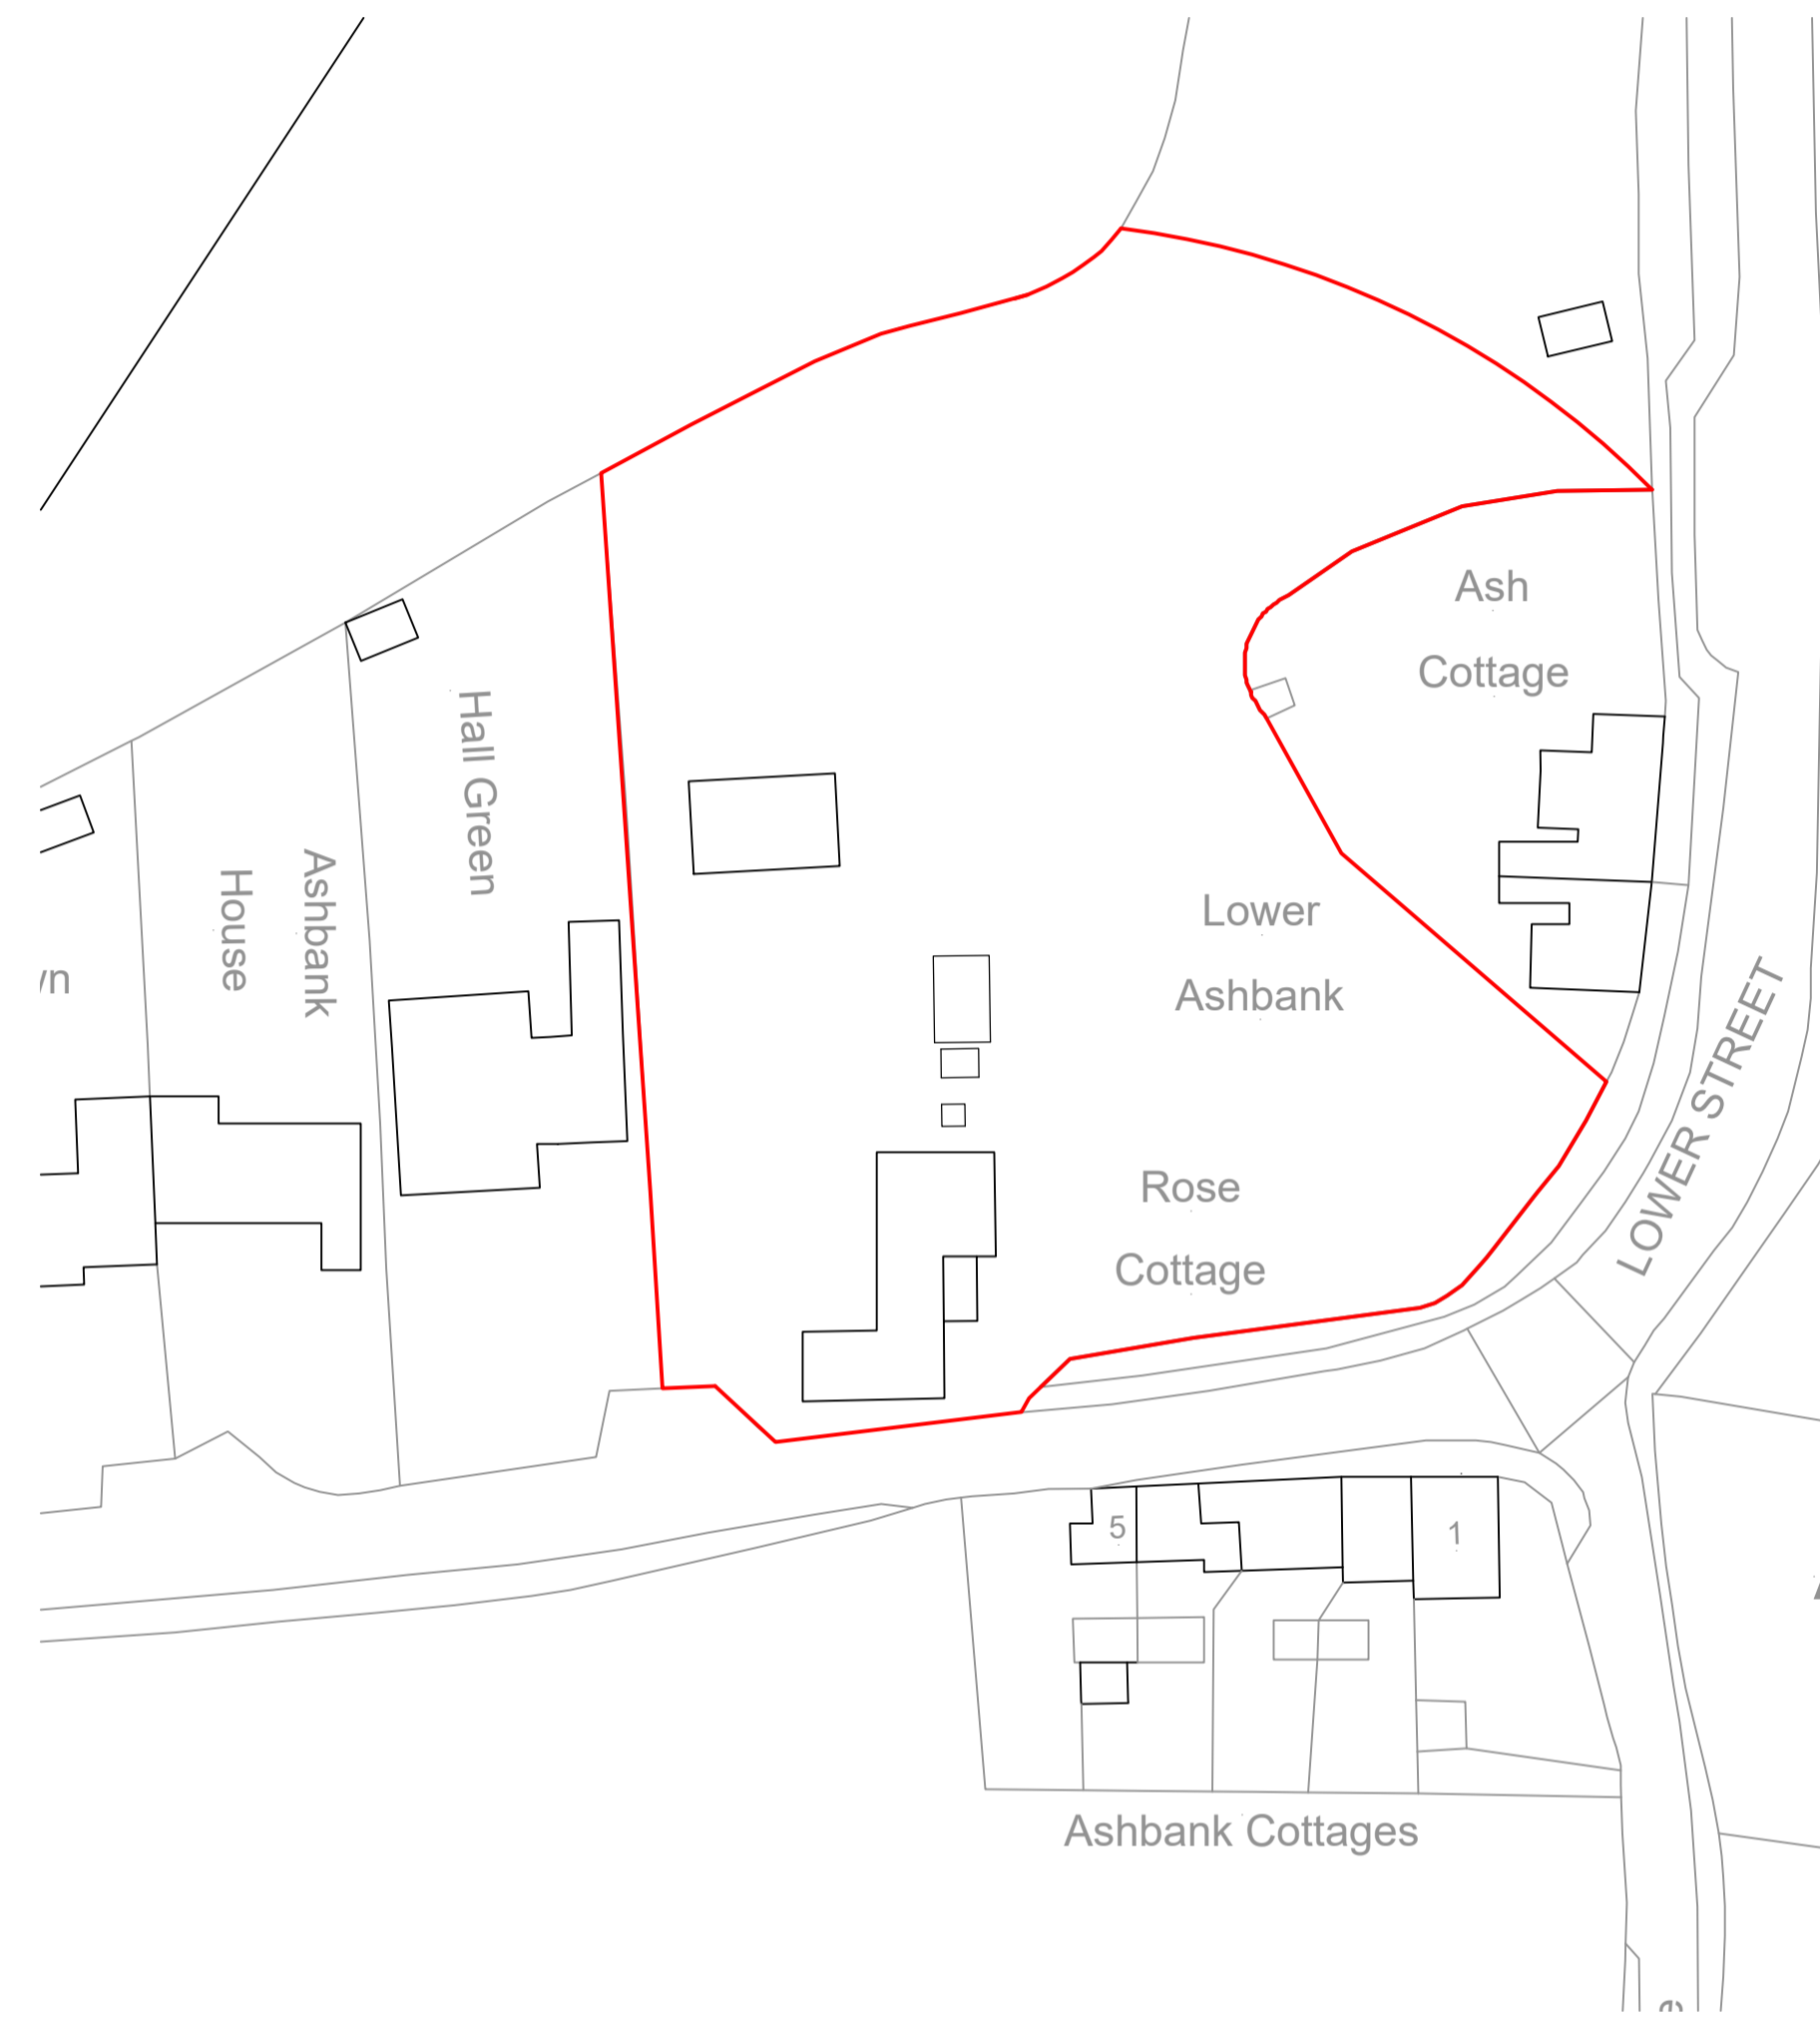 Ash
Cottage
Hall Green
Ashbank
House
Lower
Ashbank
Rose
Cottage
LOWER STREET
5
1
Ashbank Cottages